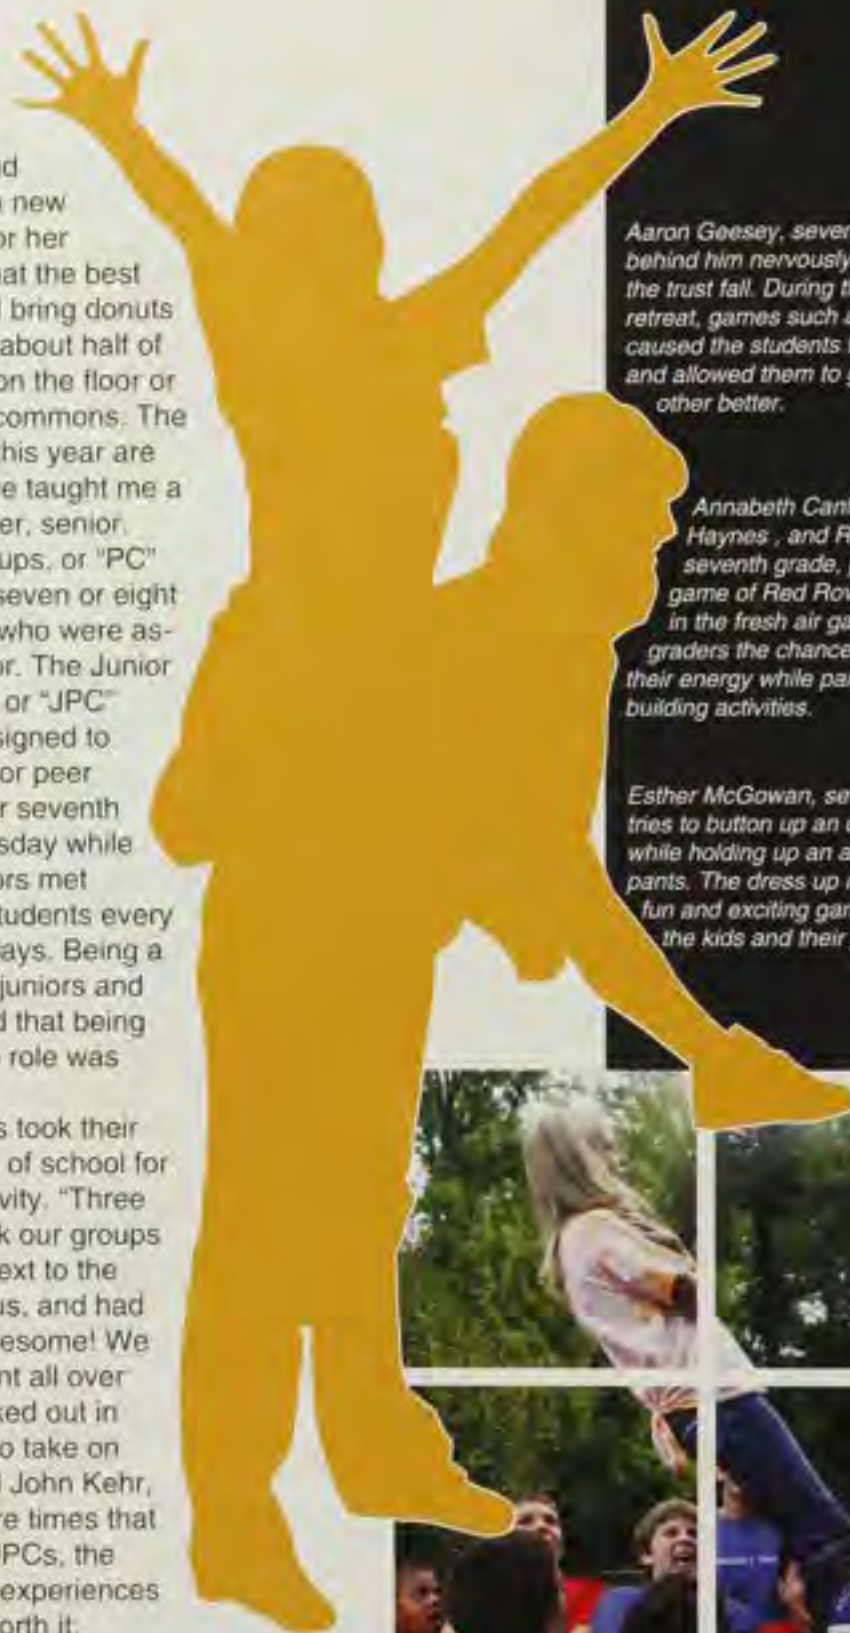 new
or her
at the best
bring donuts
about half of
on the floor or
commons. The
this year are
e taught me a
er, senior.
ups, or "PC"
seven or eight
who were as-
or. The Junior
or "JPC"
signed to
or peer
r seventh
sday while
ors met
tudents every
ays. Being a
juniors and
d that being
role was
s took their
of school for
vity. "Three
k our groups
ext to the
us, and had
esome! We
nt all over
ked out in
o take on
John Kehr,
re times that
PCs, the
experiences
orth it.
Aaron Geesey, seven
behind him nervously
the trust fall. During th
retreat, games such a
caused the students
and allowed them to g
other better.
Annabeth Cant
Haynes , and R
seventh grade,
game of Red Rov
in the fresh air ga
graders the chance
their energy while par
building activities.
Esther McGowan, se
tries to button up an
while holding up an a
pants. The dress up
fun and exciting gar
the kids and their